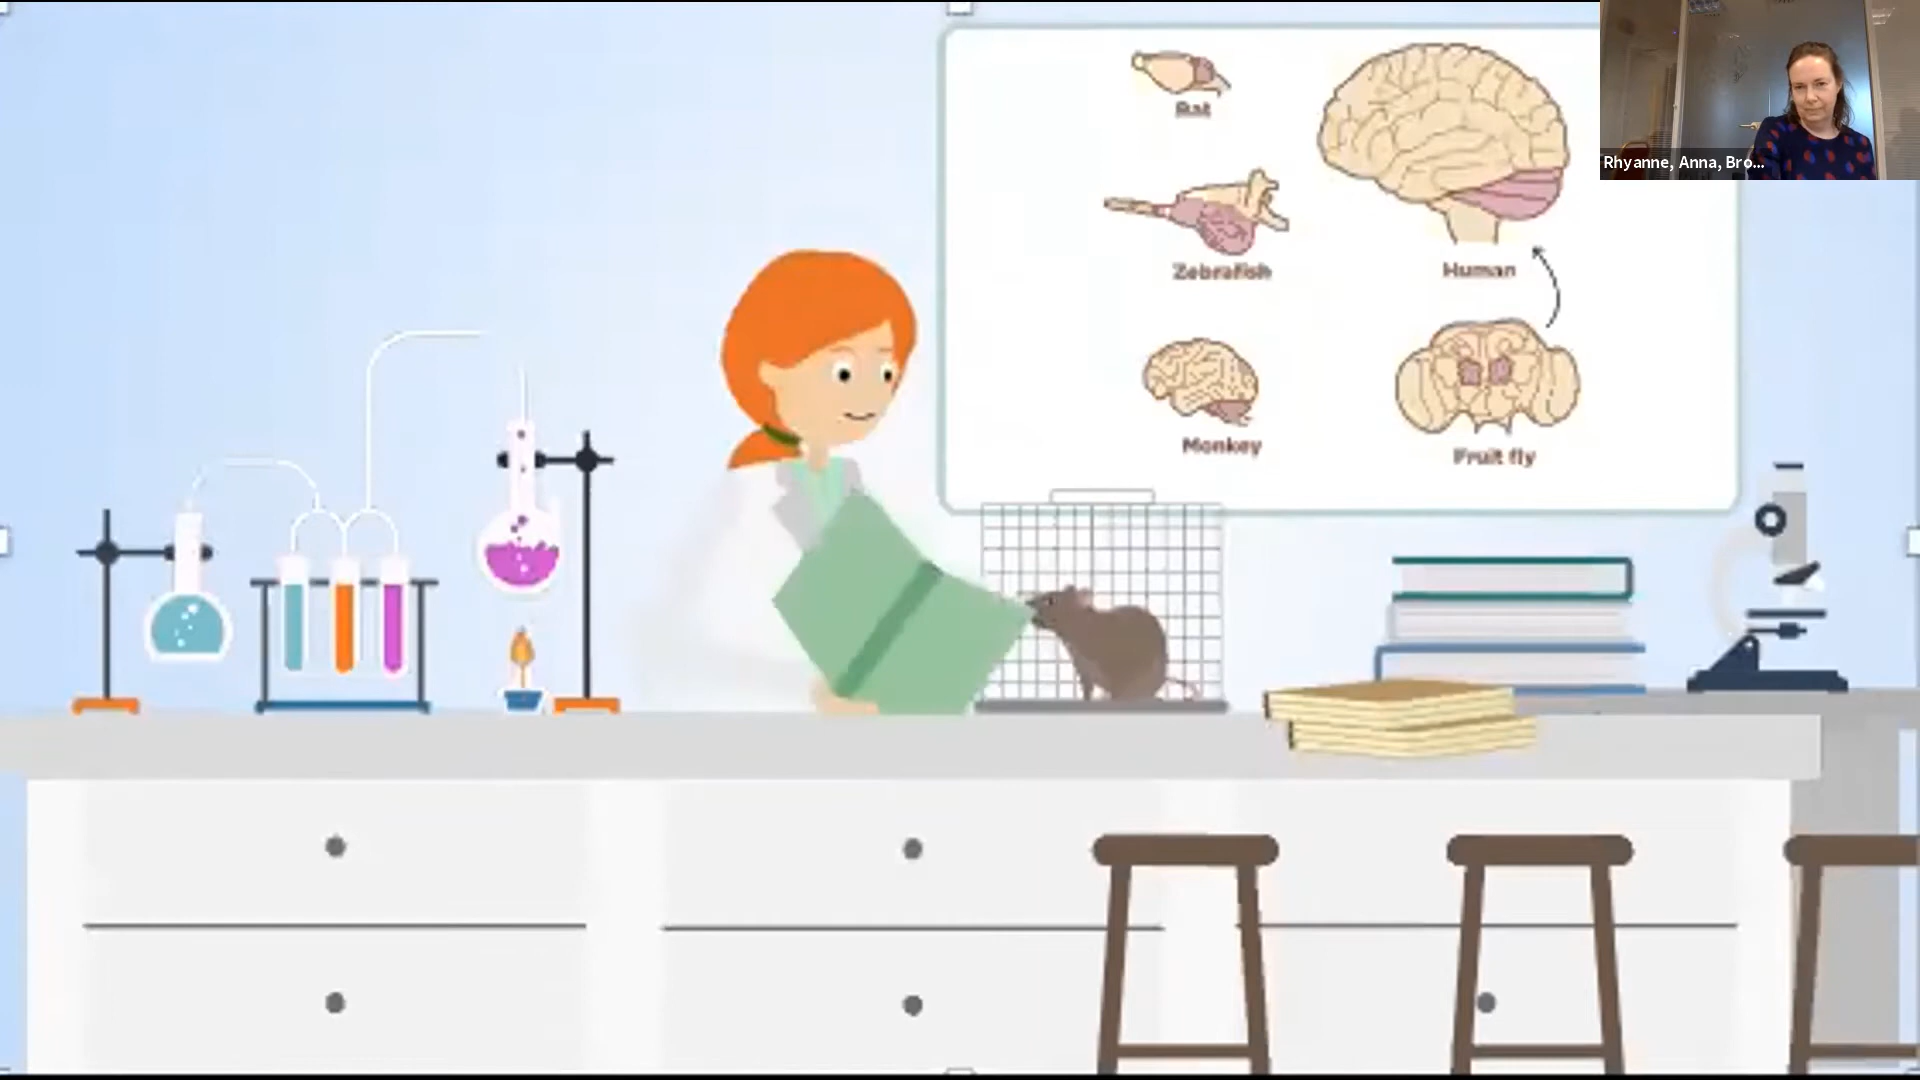 Rat
Rhyanne, Anna, Bro...
Zebrafish
Human
Monkey
Fruit fly